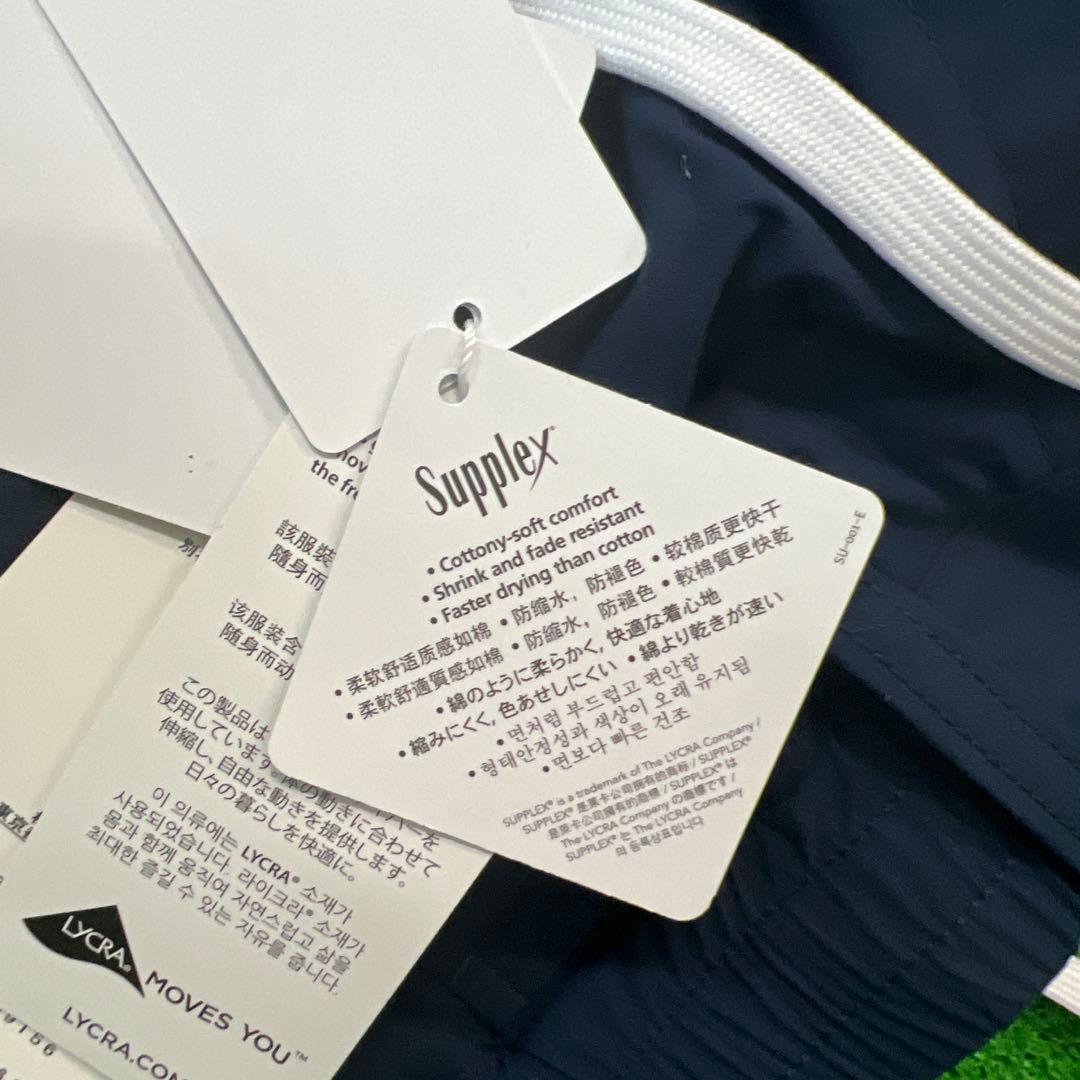 Supplex®
• Cottony-soft comfort
• Shrink and fade resistant
• Faster drying than cotton
• 柔软舒适质感如棉 • 防缩水，防褪色 • 较棉质更快干
• 柔軟舒適質感如棉 • 防缩水，防褪色 • 較棉質更快乾
• 綿のように柔らかく, 快適な着心地
• 縮みにくく, 色あせしにくい • 綿より乾きが速い
• 면처럼 부드럽고 편안함
• 형태안정성과 색상이 오래 유지됨
• 면보다 빠른 건조
SUPPLEX® is a trademark of The LYCRA Company /
SUPPLEX® 是莱卡公司拥有的商标 / SUPPLEX®
是萊卡公司擁有的商標 / SUPPLEX® は
The LYCRA Company の商標です /
SUPPLEX® 는 The LYCRA Company
의 등록상표입니다
SU-001-E
the
該服裝
隨身而
该服装含
随身而动
この製品は
使用しています。
伸縮し, 自由な動きを提供します。
日々の暮らしを快適に。
이 의류에는 LYCRA® 소재가
사용되었습니다. 라이크라® 소재가
몸과 함께 움직여 자연스럽고 삶을
최대한 즐길 수 있는 자유를 줍니다.
LYCRA®
MOVES YOU™
LYCRA.COM
別
東京